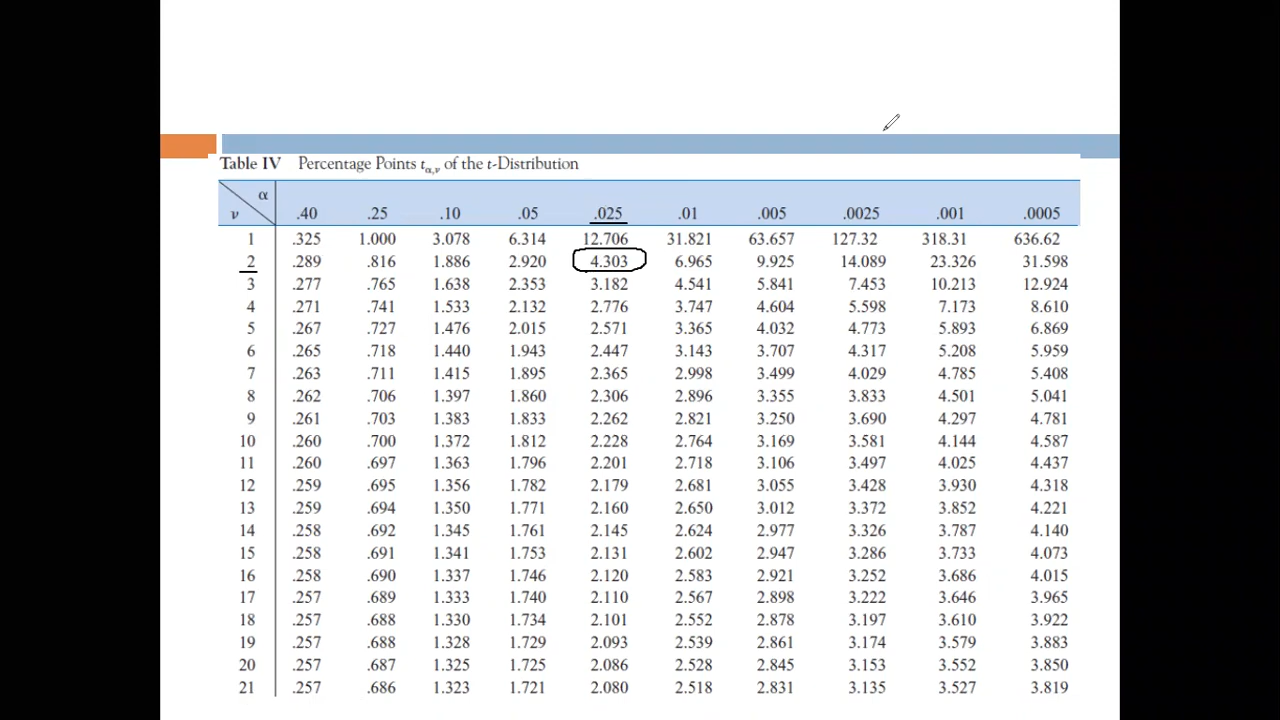 Table IV Percentage Points tα,ν of the t-Distribution
α
ν .40 .25 .10 .05 .025 .01 .005 .0025 .001 .0005
1 .325 1.000 3.078 6.314 12.706 31.821 63.657 127.32 318.31 636.62
2 .289 .816 1.886 2.920 4.303 6.965 9.925 14.089 23.326 31.598
3 .277 .765 1.638 2.353 3.182 4.541 5.841 7.453 10.213 12.924
4 .271 .741 1.533 2.132 2.776 3.747 4.604 5.598 7.173 8.610
5 .267 .727 1.476 2.015 2.571 3.365 4.032 4.773 5.893 6.869
6 .265 .718 1.440 1.943 2.447 3.143 3.707 4.317 5.208 5.959
7 .263 .711 1.415 1.895 2.365 2.998 3.499 4.029 4.785 5.408
8 .262 .706 1.397 1.860 2.306 2.896 3.355 3.833 4.501 5.041
9 .261 .703 1.383 1.833 2.262 2.821 3.250 3.690 4.297 4.781
10 .260 .700 1.372 1.812 2.228 2.764 3.169 3.581 4.144 4.587
11 .260 .697 1.363 1.796 2.201 2.718 3.106 3.497 4.025 4.437
12 .259 .695 1.356 1.782 2.179 2.681 3.055 3.428 3.930 4.318
13 .259 .694 1.350 1.771 2.160 2.650 3.012 3.372 3.852 4.221
14 .258 .692 1.345 1.761 2.145 2.624 2.977 3.326 3.787 4.140
15 .258 .691 1.341 1.753 2.131 2.602 2.947 3.286 3.733 4.073
16 .258 .690 1.337 1.746 2.120 2.583 2.921 3.252 3.686 4.015
17 .257 .689 1.333 1.740 2.110 2.567 2.898 3.222 3.646 3.965
18 .257 .688 1.330 1.734 2.101 2.552 2.878 3.197 3.610 3.922
19 .257 .688 1.328 1.729 2.093 2.539 2.861 3.174 3.579 3.883
20 .257 .687 1.325 1.725 2.086 2.528 2.845 3.153 3.552 3.850
21 .257 .686 1.323 1.721 2.080 2.518 2.831 3.135 3.527 3.819